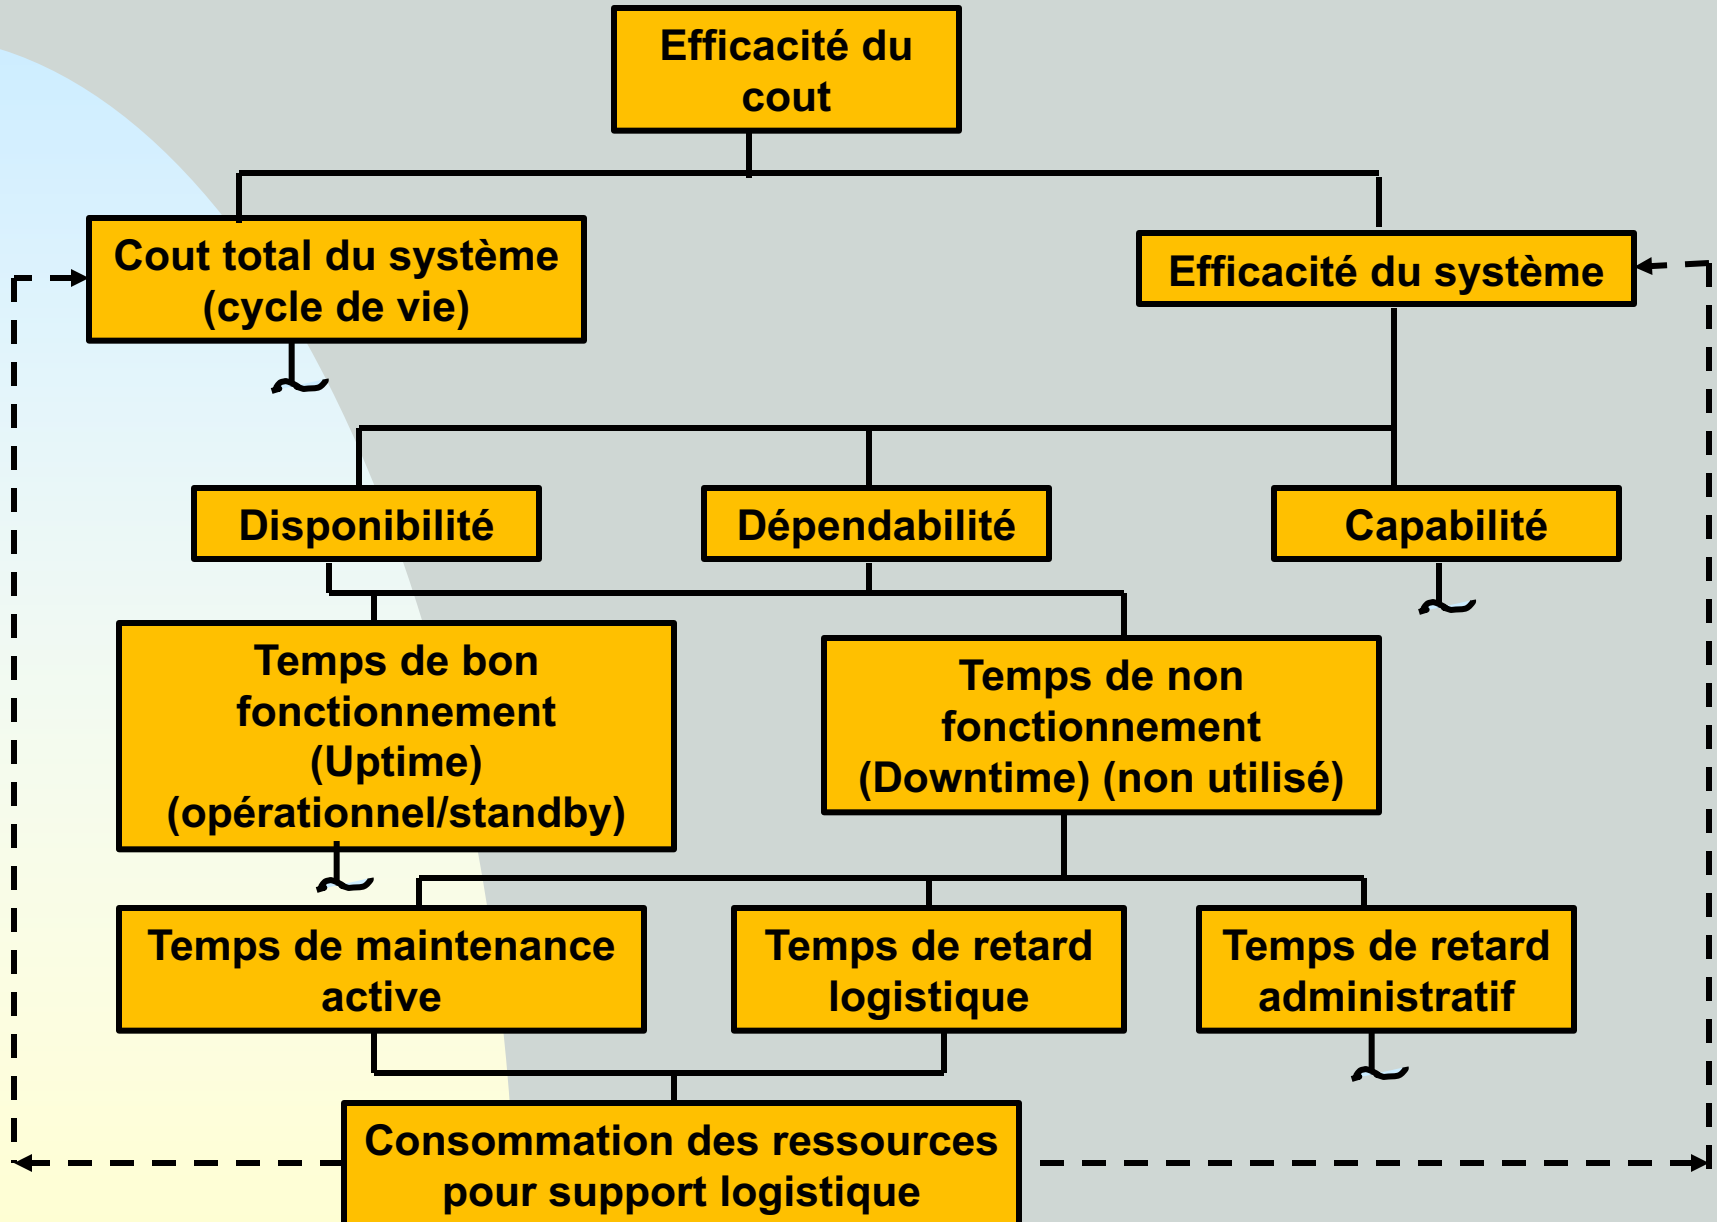 Efficacité du
cout
Cout total du système
(cycle de vie)
Efficacité du système
Disponibilité
Dépendabilité
Capabilité
Temps de bon
fonctionnement
(Uptime)
(opérationnel/standby)
Temps de non
fonctionnement
(Downtime) (non utilisé)
Temps de maintenance
active
Temps de retard
logistique
Temps de retard
administratif
Consommation des ressources
pour support logistique